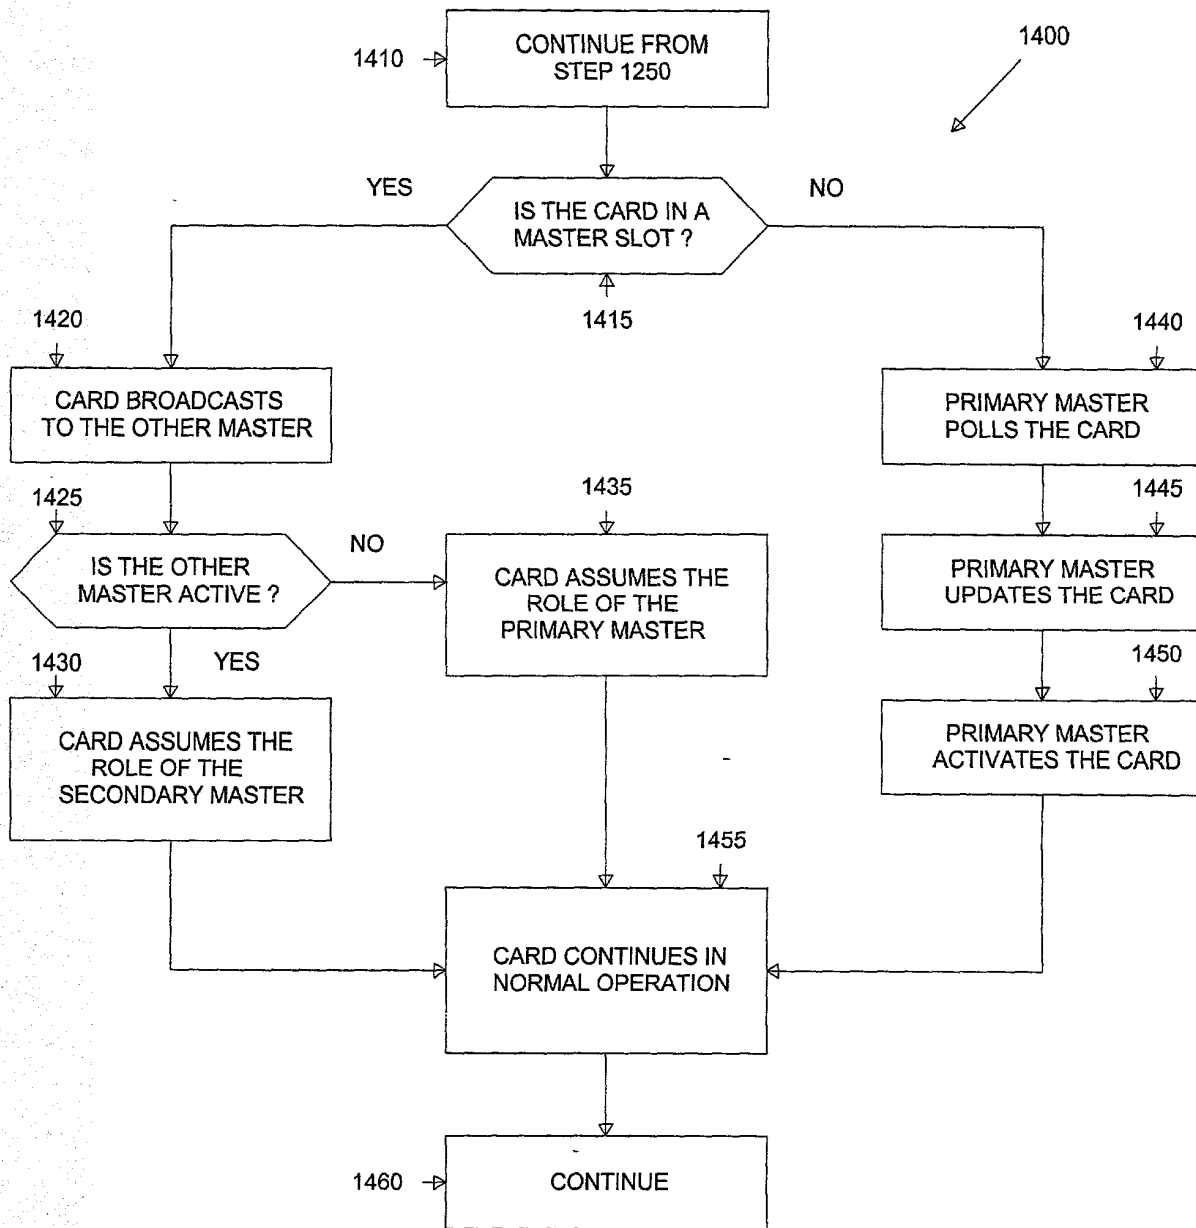 1410
CONTINUE FROM
STEP 1250
1400
YES
NO
IS THE CARD IN A
MASTER SLOT ?
1415
1420
CARD BROADCASTS
TO THE OTHER MASTER
1440
PRIMARY MASTER
POLLS THE CARD
1425
IS THE OTHER
MASTER ACTIVE ?
NO
YES
1435
CARD ASSUMES THE
ROLE OF THE
PRIMARY MASTER
1445
PRIMARY MASTER
UPDATES THE CARD
1430
CARD ASSUMES THE
ROLE OF THE
SECONDARY MASTER
1450
PRIMARY MASTER
ACTIVATES THE CARD
1455
CARD CONTINUES IN
NORMAL OPERATION
1460
CONTINUE